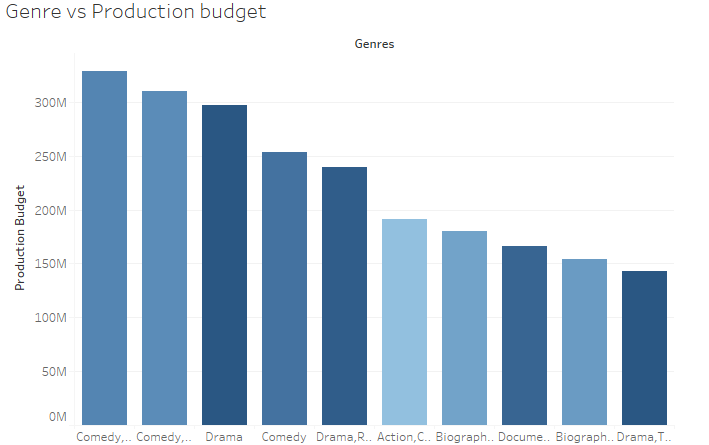 Genre vs Production budget
Genres
Production Budget
300M
250M
200M
150M
100M
50M
0M
Comedy,.. Comedy,.. Drama Comedy Drama,R.. Action,C.. Biograph.. Docume.. Biograph.. Drama,T..